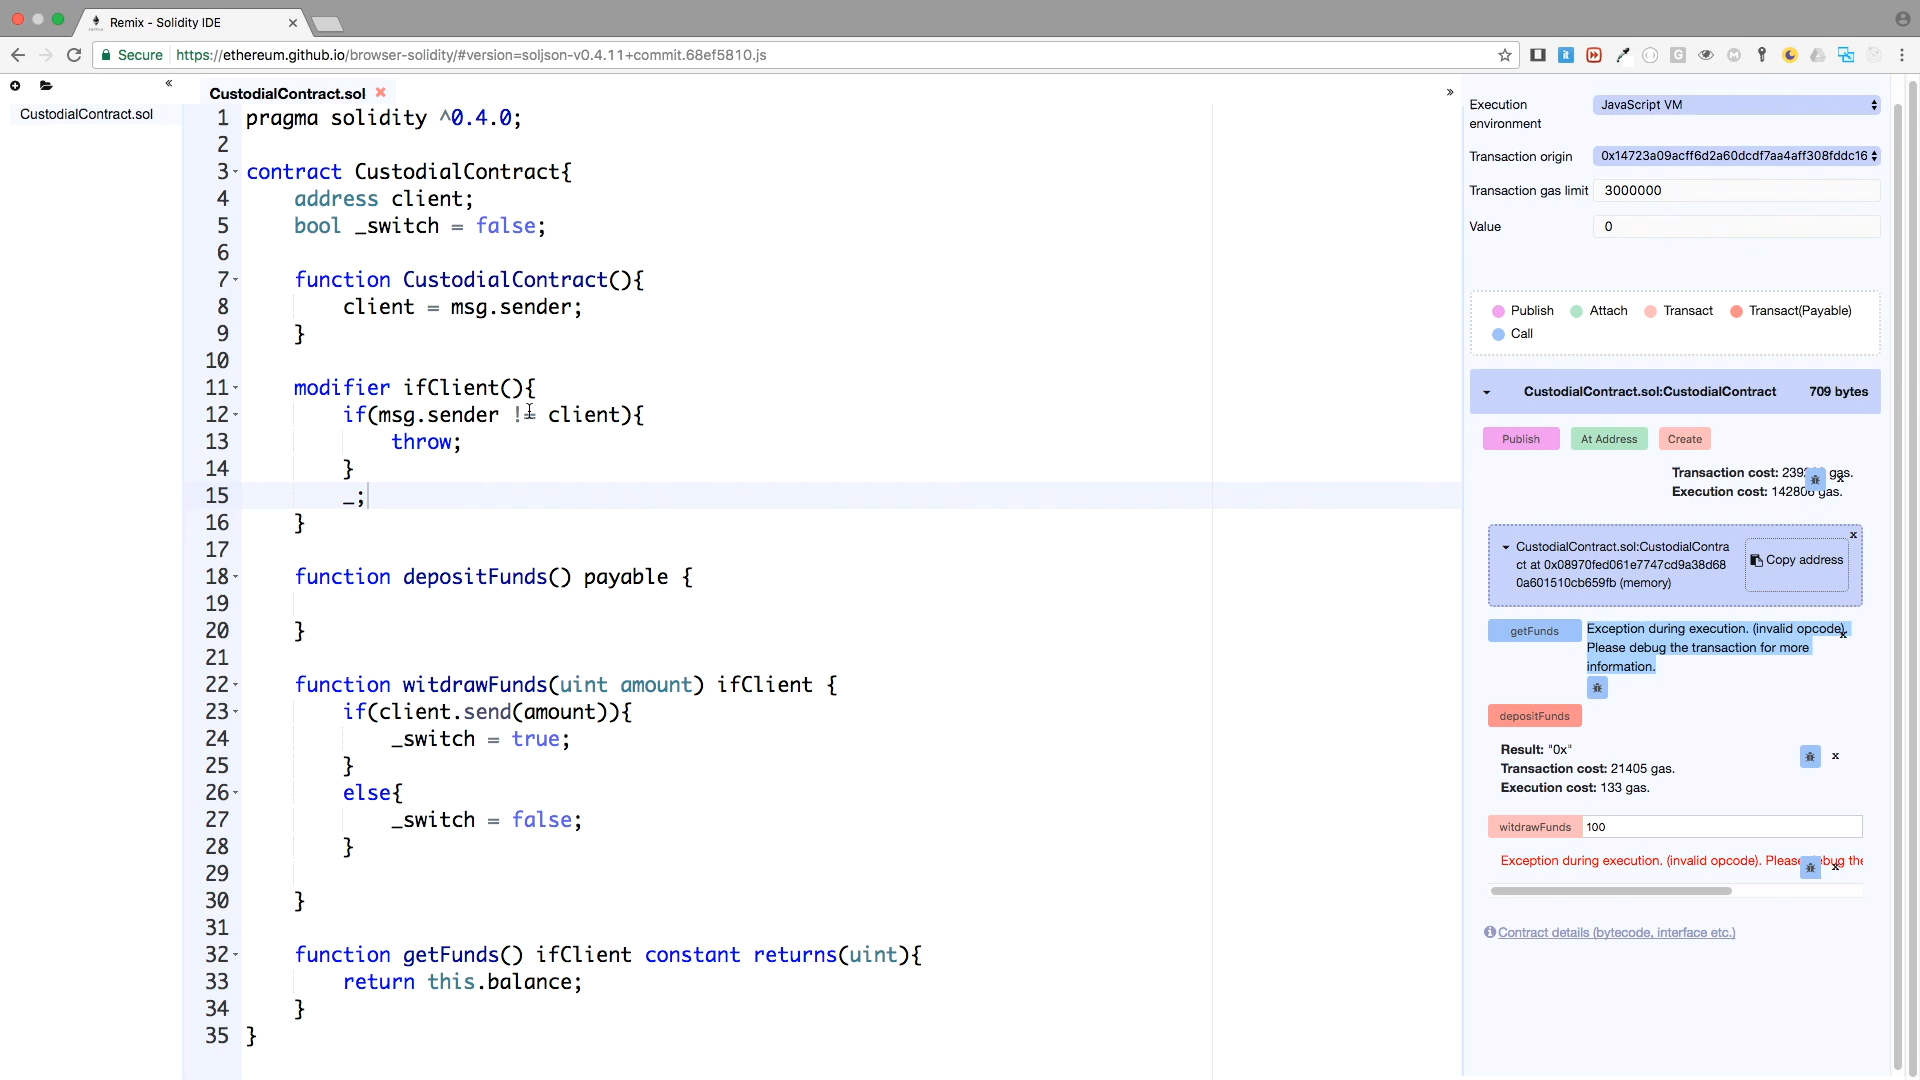 Remix - Solidity IDE
Secure https://ethereum.github.io/browser-solidity/#version=soljson-v0.4.11+commit.68ef5810.js
CustodialContract.sol
«
CustodialContract.sol
»
1 pragma solidity ^0.4.0;
2
3 contract CustodialContract{
4 address client;
5 bool _switch = false;
6
7 function CustodialContract(){
8 client = msg.sender;
9 }
10
11 modifier ifClient(){
12 if(msg.sender != client){
13 throw;
14 }
15 _;
16 }
17
18 function depositFunds() payable {
19
20 }
21
22 function witdrawFunds(uint amount) ifClient {
23 if(client.send(amount)){
24 _switch = true;
25 }
26 else{
27 _switch = false;
28 }
29
30 }
31
32 function getFunds() ifClient constant returns(uint){
33 return this.balance;
34 }
35 }
Execution environment
JavaScript VM
Transaction origin
0x14723a09acff6d2a60dcdf7aa4aff308fddc16
Transaction gas limit
3000000
Value
0
Publish Attach Transact Transact(Payable)
Call
CustodialContract.sol:CustodialContract 709 bytes
Publish At Address Create
Transaction cost: gas.
Execution cost: gas.
x
CustodialContract.sol:CustodialContra
ct at 0x08970fed061e7747cd9a38d68
0a601510cb659fb (memory)
Copy address
x
getFunds
Exception during execution. (invalid opcode).
Please debug the transaction for more
information.
x
depositFunds
Result: "0x"
Transaction cost: 21405 gas.
Execution cost: 133 gas.
x
witdrawFunds 100
Exception during execution. (invalid opcode). the
x
Contract details (bytecode, interface etc.)